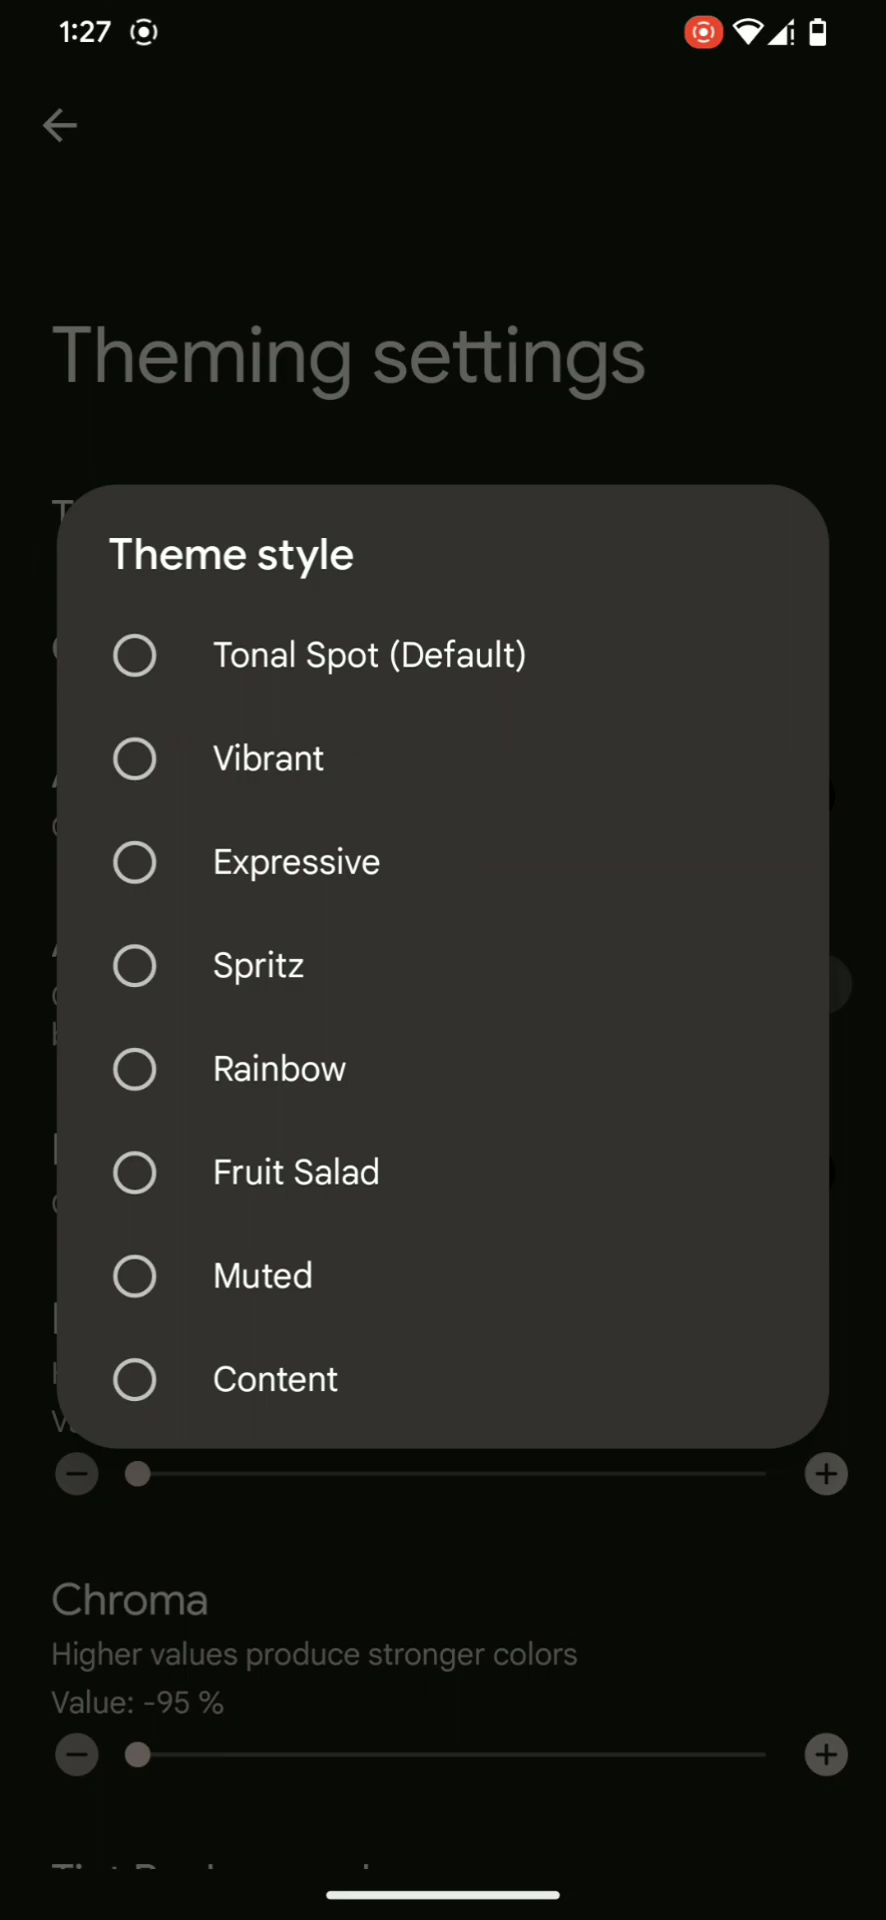 1:27
Theming settings
Theme style
Tonal Spot (Default)
Vibrant
Expressive
Spritz
Rainbow
Fruit Salad
Muted
Content
Chroma
Higher values produce stronger colors
Value: -95 %